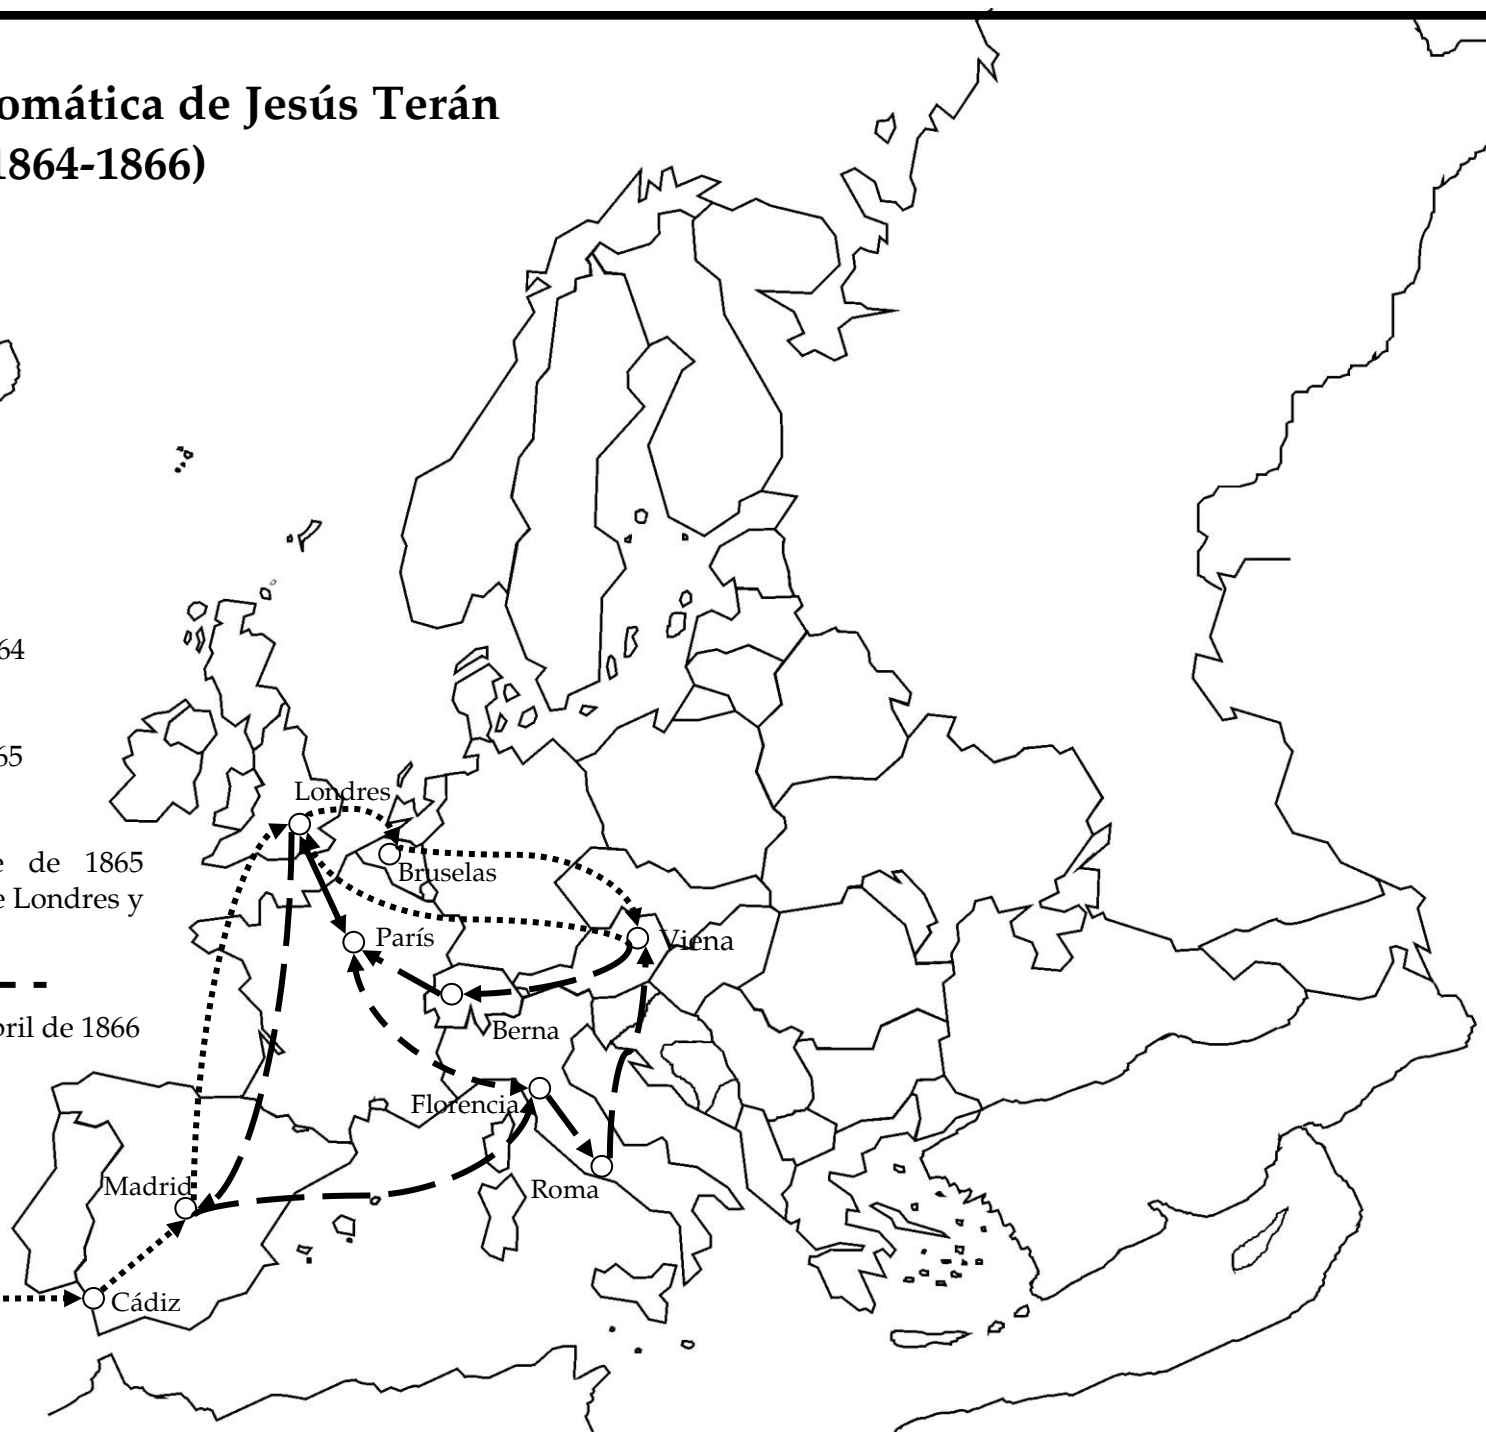 omática de Jesús Terán
1864-1866)
64
65
e de 1865
e Londres y
bril de 1866
Londres
Bruselas
París
Viena
Berna
Florencia
Madrid
Roma
Cádiz